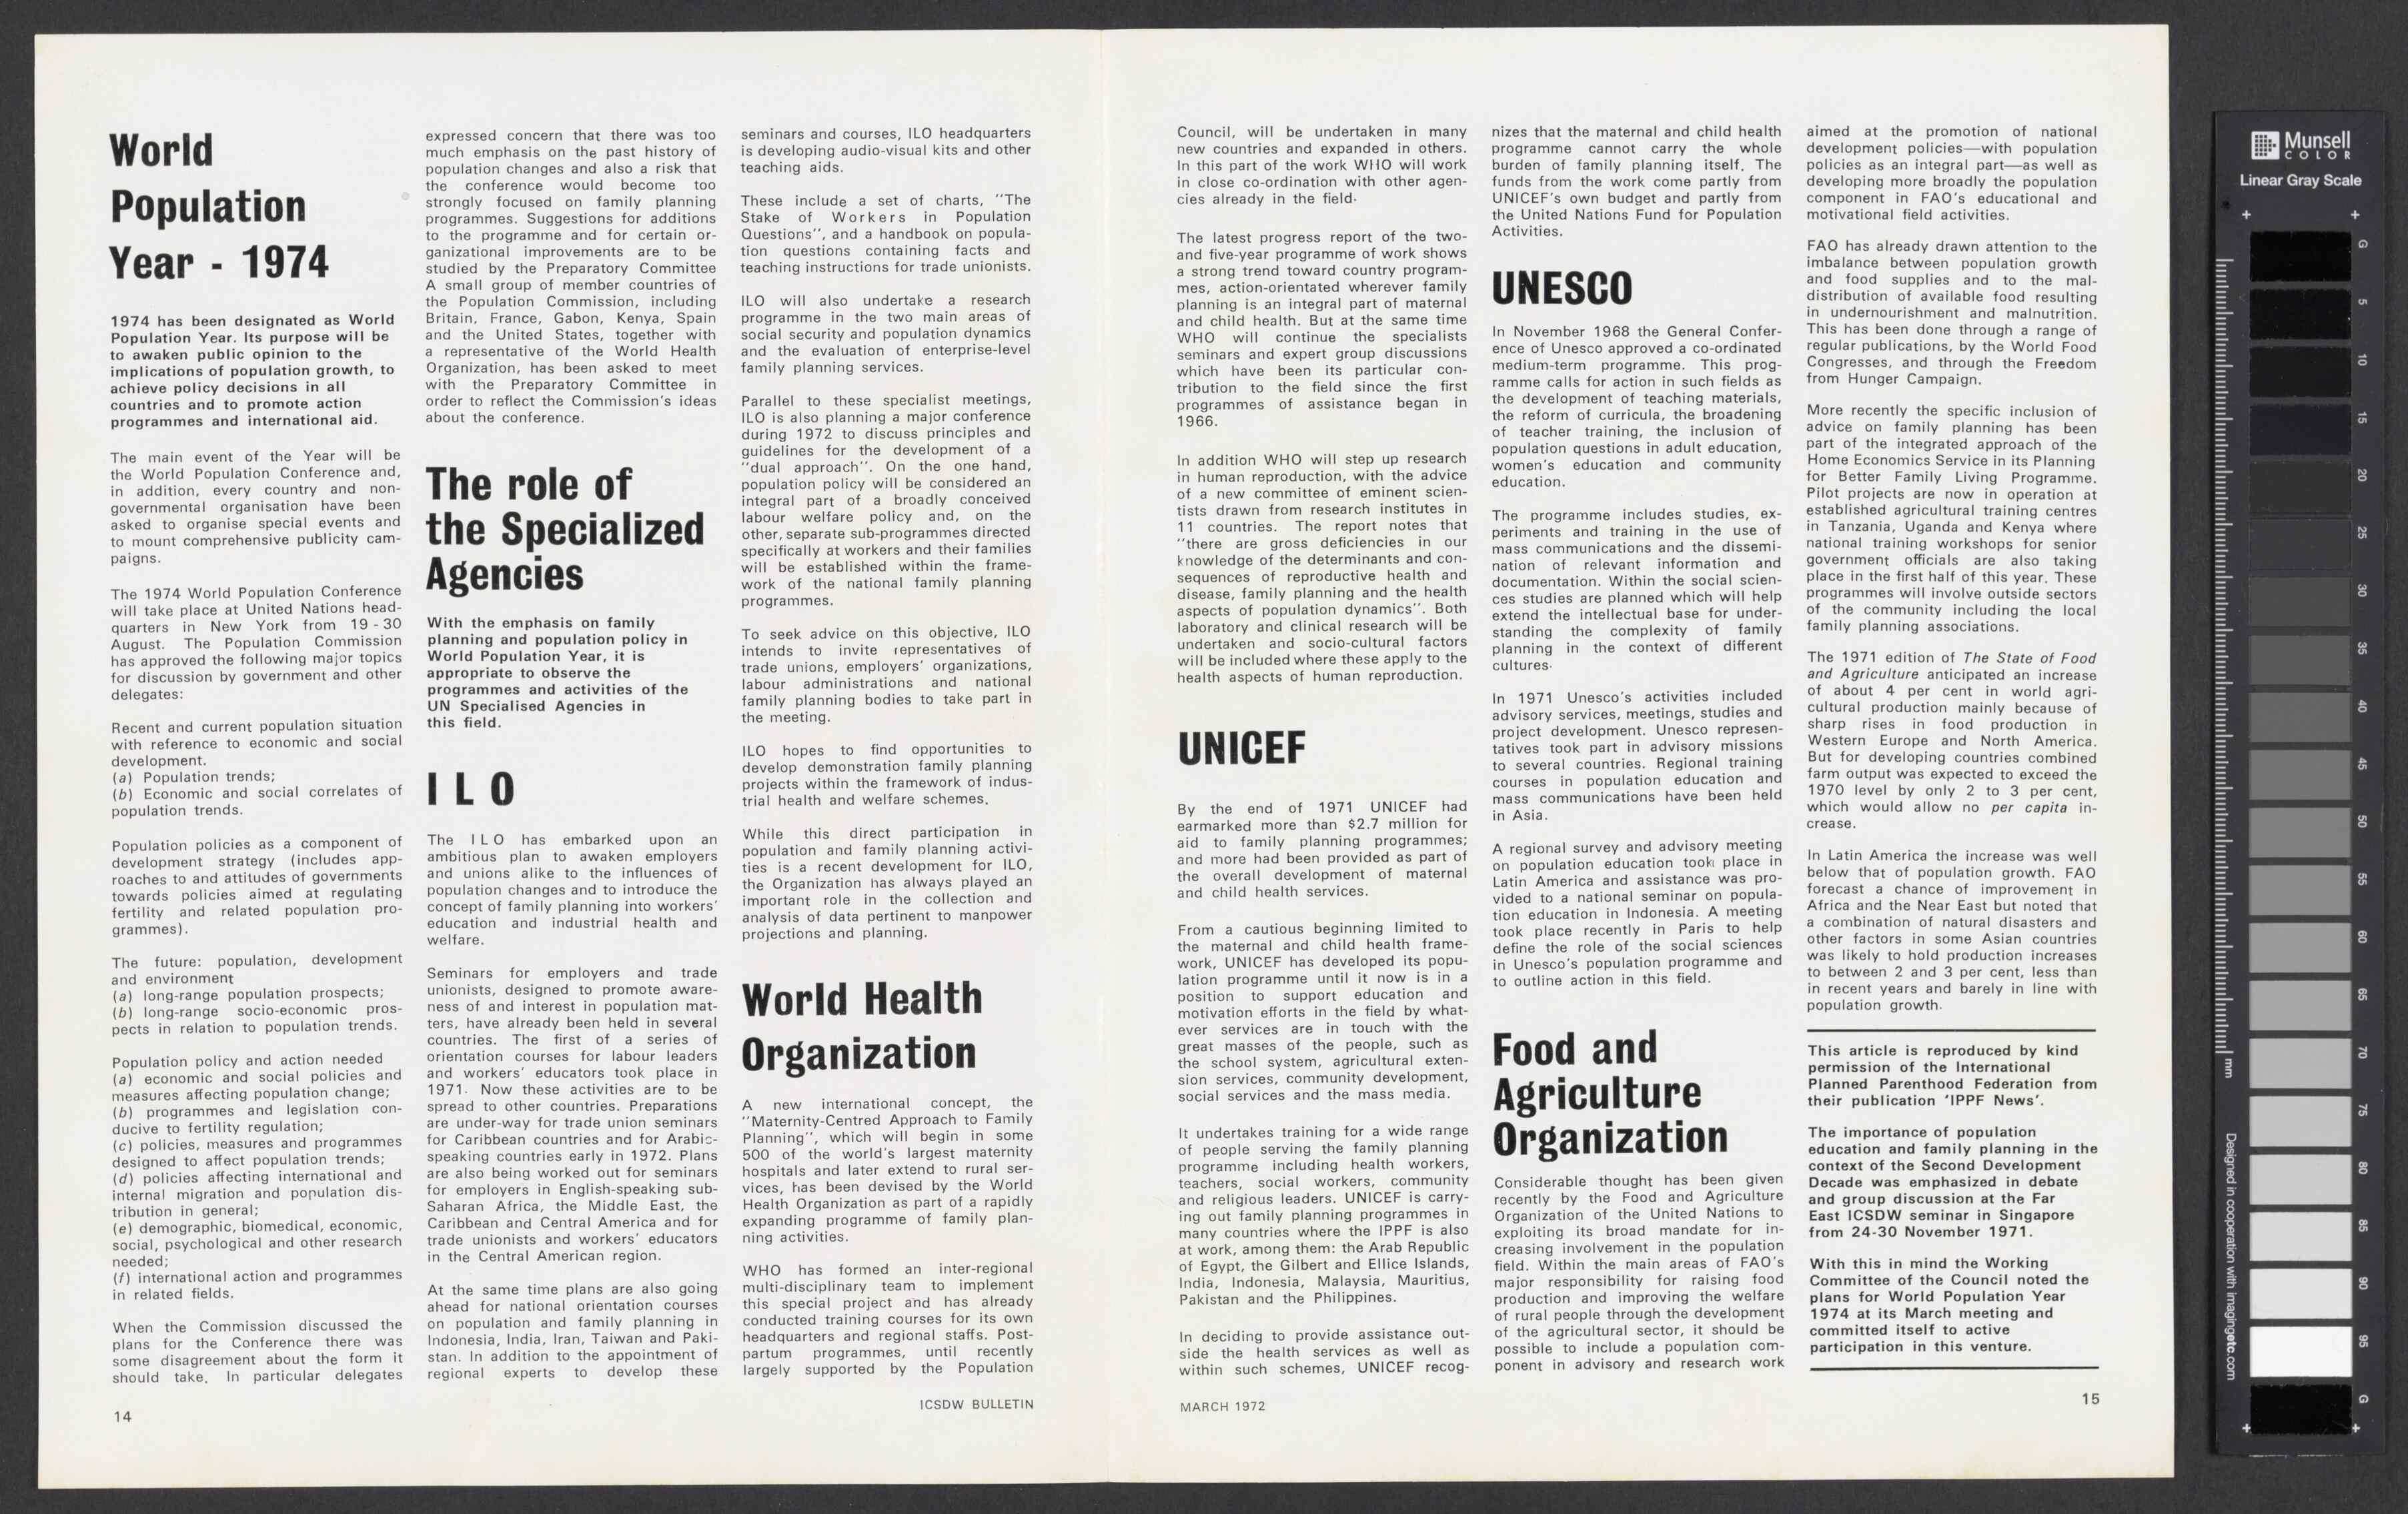 World
Population
Year - 1974
1974 has been designated as World
Population Year. Its purpose will be
to awaken public opinion to the
implications of population growth, to
achieve policy decisions in all
countries and to promote action
programmes and international aid.
The main event of the Year will be
the World Population Conference and,
in addition, every country and non-
governmental organisation have been
asked to organise special events and
to mount comprehensive publicity cam-
paigns.
The 1974 World Population Conference
will take place at United Nations head-
quarters in New York from 19 - 30
August. The Population Commission
has approved the following major topics
for discussion by government and other
delegates:
Recent and current population situation
with reference to economic and social
development.
(a) Population trends;
(b) Economic and social correlates of
population trends.
Population policies as a component of
development strategy (includes app-
roaches to and attitudes of governments
towards policies aimed at regulating
fertility and related population pro-
grammes).
The future: population, development
and environment
(a) long-range population prospects;
(b) long-range socio-economic pros-
pects in relation to population trends.
Population policy and action needed
(a) economic and social policies and
measures affecting population change;
(b) programmes and legislation con-
ducive to fertility regulation;
(c) policies, measures and programmes
designed to affect population trends;
(d) policies affecting international and
internal migration and population dis-
tribution in general;
(e) demographic, biomedical, economic,
social, psychological and other research
needed;
(f) international action and programmes
in related fields.
When the Commission discussed the
plans for the Conference there was
some disagreement about the form it
should take. In particular delegates
expressed concern that there was too
much emphasis on the past history of
population changes and also a risk that
the conference would become too
strongly focused on family planning
programmes. Suggestions for additions
to the programme and for certain or-
ganizational improvements are to be
studied by the Preparatory Committee
A small group of member countries of
the Population Commission, including
Britain, France, Gabon, Kenya, Spain
and the United States, together with
a representative of the World Health
Organization, has been asked to meet
with the Preparatory Committee in
order to reflect the Commission's ideas
about the conference.
The role of
the Specialized
Agencies
With the emphasis on family
planning and population policy in
World Population Year, it is
appropriate to observe the
programmes and activities of the
UN Specialised Agencies in
this field.
I L O
The I L O has embarked upon an
ambitious plan to awaken employers
and unions alike to the influences of
population changes and to introduce the
concept of family planning into workers'
education and industrial health and
welfare.
Seminars for employers and trade
unionists, designed to promote aware-
ness of and interest in population mat-
ters, have already been held in several
countries. The first of a series of
orientation courses for labour leaders
and workers' educators took place in
1971. Now these activities are to be
spread to other countries. Preparations
are under-way for trade union seminars
for Caribbean countries and for Arabic-
speaking countries early in 1972. Plans
are also being worked out for seminars
for employers in English-speaking sub-
Saharan Africa, the Middle East, the
Caribbean and Central America and for
trade unionists and workers' educators
in the Central American region.
At the same time plans are also going
ahead for national orientation courses
on population and family planning in
Indonesia, India, Iran, Taiwan and Paki-
stan. In addition to the appointment of
regional experts to develop these
seminars and courses, ILO headquarters
is developing audio-visual kits and other
teaching aids.
These include a set of charts, "The
Stake of Workers in Population
Questions", and a handbook on popula-
tion questions containing facts and
teaching instructions for trade unionists.
ILO will also undertake a research
programme in the two main areas of
social security and population dynamics
and the evaluation of enterprise-level
family planning services.
Parallel to these specialist meetings,
ILO is also planning a major conference
during 1972 to discuss principles and
guidelines for the development of a
"dual approach". On the one hand,
population policy will be considered an
integral part of a broadly conceived
labour welfare policy and, on the
other, separate sub-programmes directed
specifically at workers and their families
will be established within the frame-
work of the national family planning
programmes.
To seek advice on this objective, ILO
intends to invite representatives of
trade unions, employers' organizations,
labour administrations and national
family planning bodies to take part in
the meeting.
ILO hopes to find opportunities to
develop demonstration family planning
projects within the framework of indus-
trial health and welfare schemes.
While this direct participation in
population and family planning activi-
ties is a recent development for ILO,
the Organization has always played an
important role in the collection and
analysis of data pertinent to manpower
projections and planning.
World Health
Organization
A new international concept, the
"Maternity-Centred Approach to Family
Planning", which will begin in some
500 of the world's largest maternity
hospitals and later extend to rural ser-
vices, has been devised by the World
Health Organization as part of a rapidly
expanding programme of family plan-
ning activities.
WHO has formed an inter-regional
multi-disciplinary team to implement
this special project and has already
conducted training courses for its own
headquarters and regional staffs. Post-
partum programmes, until recently
largely supported by the Population
14
ICSDW BULLETIN
Council, will be undertaken in many
new countries and expanded in others.
In this part of the work WHO will work
in close co-ordination with other agen-
cies already in the field.
The latest progress report of the two-
and five-year programme of work shows
a strong trend toward country program-
mes, action-orientated wherever family
planning is an integral part of maternal
and child health. But at the same time
WHO will continue the specialists
seminars and expert group discussions
which have been its particular con-
tribution to the field since the first
programmes of assistance began in
1966.
In addition WHO will step up research
in human reproduction, with the advice
of a new committee of eminent scien-
tists drawn from research institutes in
11 countries. The report notes that
"there are gross deficiencies in our
knowledge of the determinants and con-
sequences of reproductive health and
disease, family planning and the health
aspects of population dynamics". Both
laboratory and clinical research will be
undertaken and socio-cultural factors
will be included where these apply to the
health aspects of human reproduction.
UNICEF
By the end of 1971 UNICEF had
earmarked more than $2.7 million for
aid to family planning programmes;
and more had been provided as part of
the overall development of maternal
and child health services.
From a cautious beginning limited to
the maternal and child health frame-
work, UNICEF has developed its popu-
lation programme until it now is in a
position to support education and
motivation efforts in the field by what-
ever services are in touch with the
great masses of the people, such as
the school system, agricultural exten-
sion services, community development,
social services and the mass media.
It undertakes training for a wide range
of people serving the family planning
programme including health workers,
teachers, social workers, community
and religious leaders. UNICEF is carry-
ing out family planning programmes in
many countries where the IPPF is also
at work, among them: the Arab Republic
of Egypt, the Gilbert and Ellice Islands,
India, Indonesia, Malaysia, Mauritius,
Pakistan and the Philippines.
In deciding to provide assistance out-
side the health services as well as
within such schemes, UNICEF recog-
nizes that the maternal and child health
programme cannot carry the whole
burden of family planning itself. The
funds from the work come partly from
UNICEF's own budget and partly from
the United Nations Fund for Population
Activities.
UNESCO
In November 1968 the General Confer-
ence of Unesco approved a co-ordinated
medium-term programme. This prog-
ramme calls for action in such fields as
the development of teaching materials,
the reform of curricula, the broadening
of teacher training, the inclusion of
population questions in adult education,
women's education and community
education.
The programme includes studies, ex-
periments and training in the use of
mass communications and the dissemi-
nation of relevant information and
documentation. Within the social scien-
ces studies are planned which will help
extend the intellectual base for under-
standing the complexity of family
planning in the context of different
cultures.
In 1971 Unesco's activities included
advisory services, meetings, studies and
project development. Unesco represen-
tatives took part in advisory missions
to several countries. Regional training
courses in population education and
mass communications have been held
in Asia.
A regional survey and advisory meeting
on population education took place in
Latin America and assistance was pro-
vided to a national seminar on popula-
tion education in Indonesia. A meeting
took place recently in Paris to help
define the role of the social sciences
in Unesco's population programme and
to outline action in this field.
Food and
Agriculture
Organization
Considerable thought has been given
recently by the Food and Agriculture
Organization of the United Nations to
exploiting its broad mandate for in-
creasing involvement in the population
field. Within the main areas of FAO's
major responsibility for raising food
production and improving the welfare
of rural people through the development
of the agricultural sector, it should be
possible to include a population com-
ponent in advisory and research work
aimed at the promotion of national
development policies—with population
policies as an integral part—as well as
developing more broadly the population
component in FAO's educational and
motivational field activities.
FAO has already drawn attention to the
imbalance between population growth
and food supplies and to the mal-
distribution of available food resulting
in undernourishment and malnutrition.
This has been done through a range of
regular publications, by the World Food
Congresses, and through the Freedom
from Hunger Campaign.
More recently the specific inclusion of
advice on family planning has been
part of the integrated approach of the
Home Economics Service in its Planning
for Better Family Living Programme.
Pilot projects are now in operation at
established agricultural training centres
in Tanzania, Uganda and Kenya where
national training workshops for senior
government officials are also taking
place in the first half of this year. These
programmes will involve outside sectors
of the community including the local
family planning associations.
The 1971 edition of The State of Food
and Agriculture anticipated an increase
of about 4 per cent in world agri-
cultural production mainly because of
sharp rises in food production in
Western Europe and North America.
But for developing countries combined
farm output was expected to exceed the
1970 level by only 2 to 3 per cent,
which would allow no per capita in-
crease.
In Latin America the increase was well
below that of population growth. FAO
forecast a chance of improvement in
Africa and the Near East but noted that
a combination of natural disasters and
other factors in some Asian countries
was likely to hold production increases
to between 2 and 3 per cent, less than
in recent years and barely in line with
population growth.
This article is reproduced by kind
permission of the International
Planned Parenthood Federation from
their publication 'IPPF News'.
The importance of population
education and family planning in the
context of the Second Development
Decade was emphasized in debate
and group discussion at the Far
East ICSDW seminar in Singapore
from 24-30 November 1971.
With this in mind the Working
Committee of the Council noted the
plans for World Population Year
1974 at its March meeting and
committed itself to active
participation in this venture.
MARCH 1972
15
Munsell
COLOR
Linear Gray Scale
G
5
10
15
20
25
30
35
40
45
50
55
60
65
70
75
80
85
90
95
G
mm
Designed in cooperation with imagingetc.com